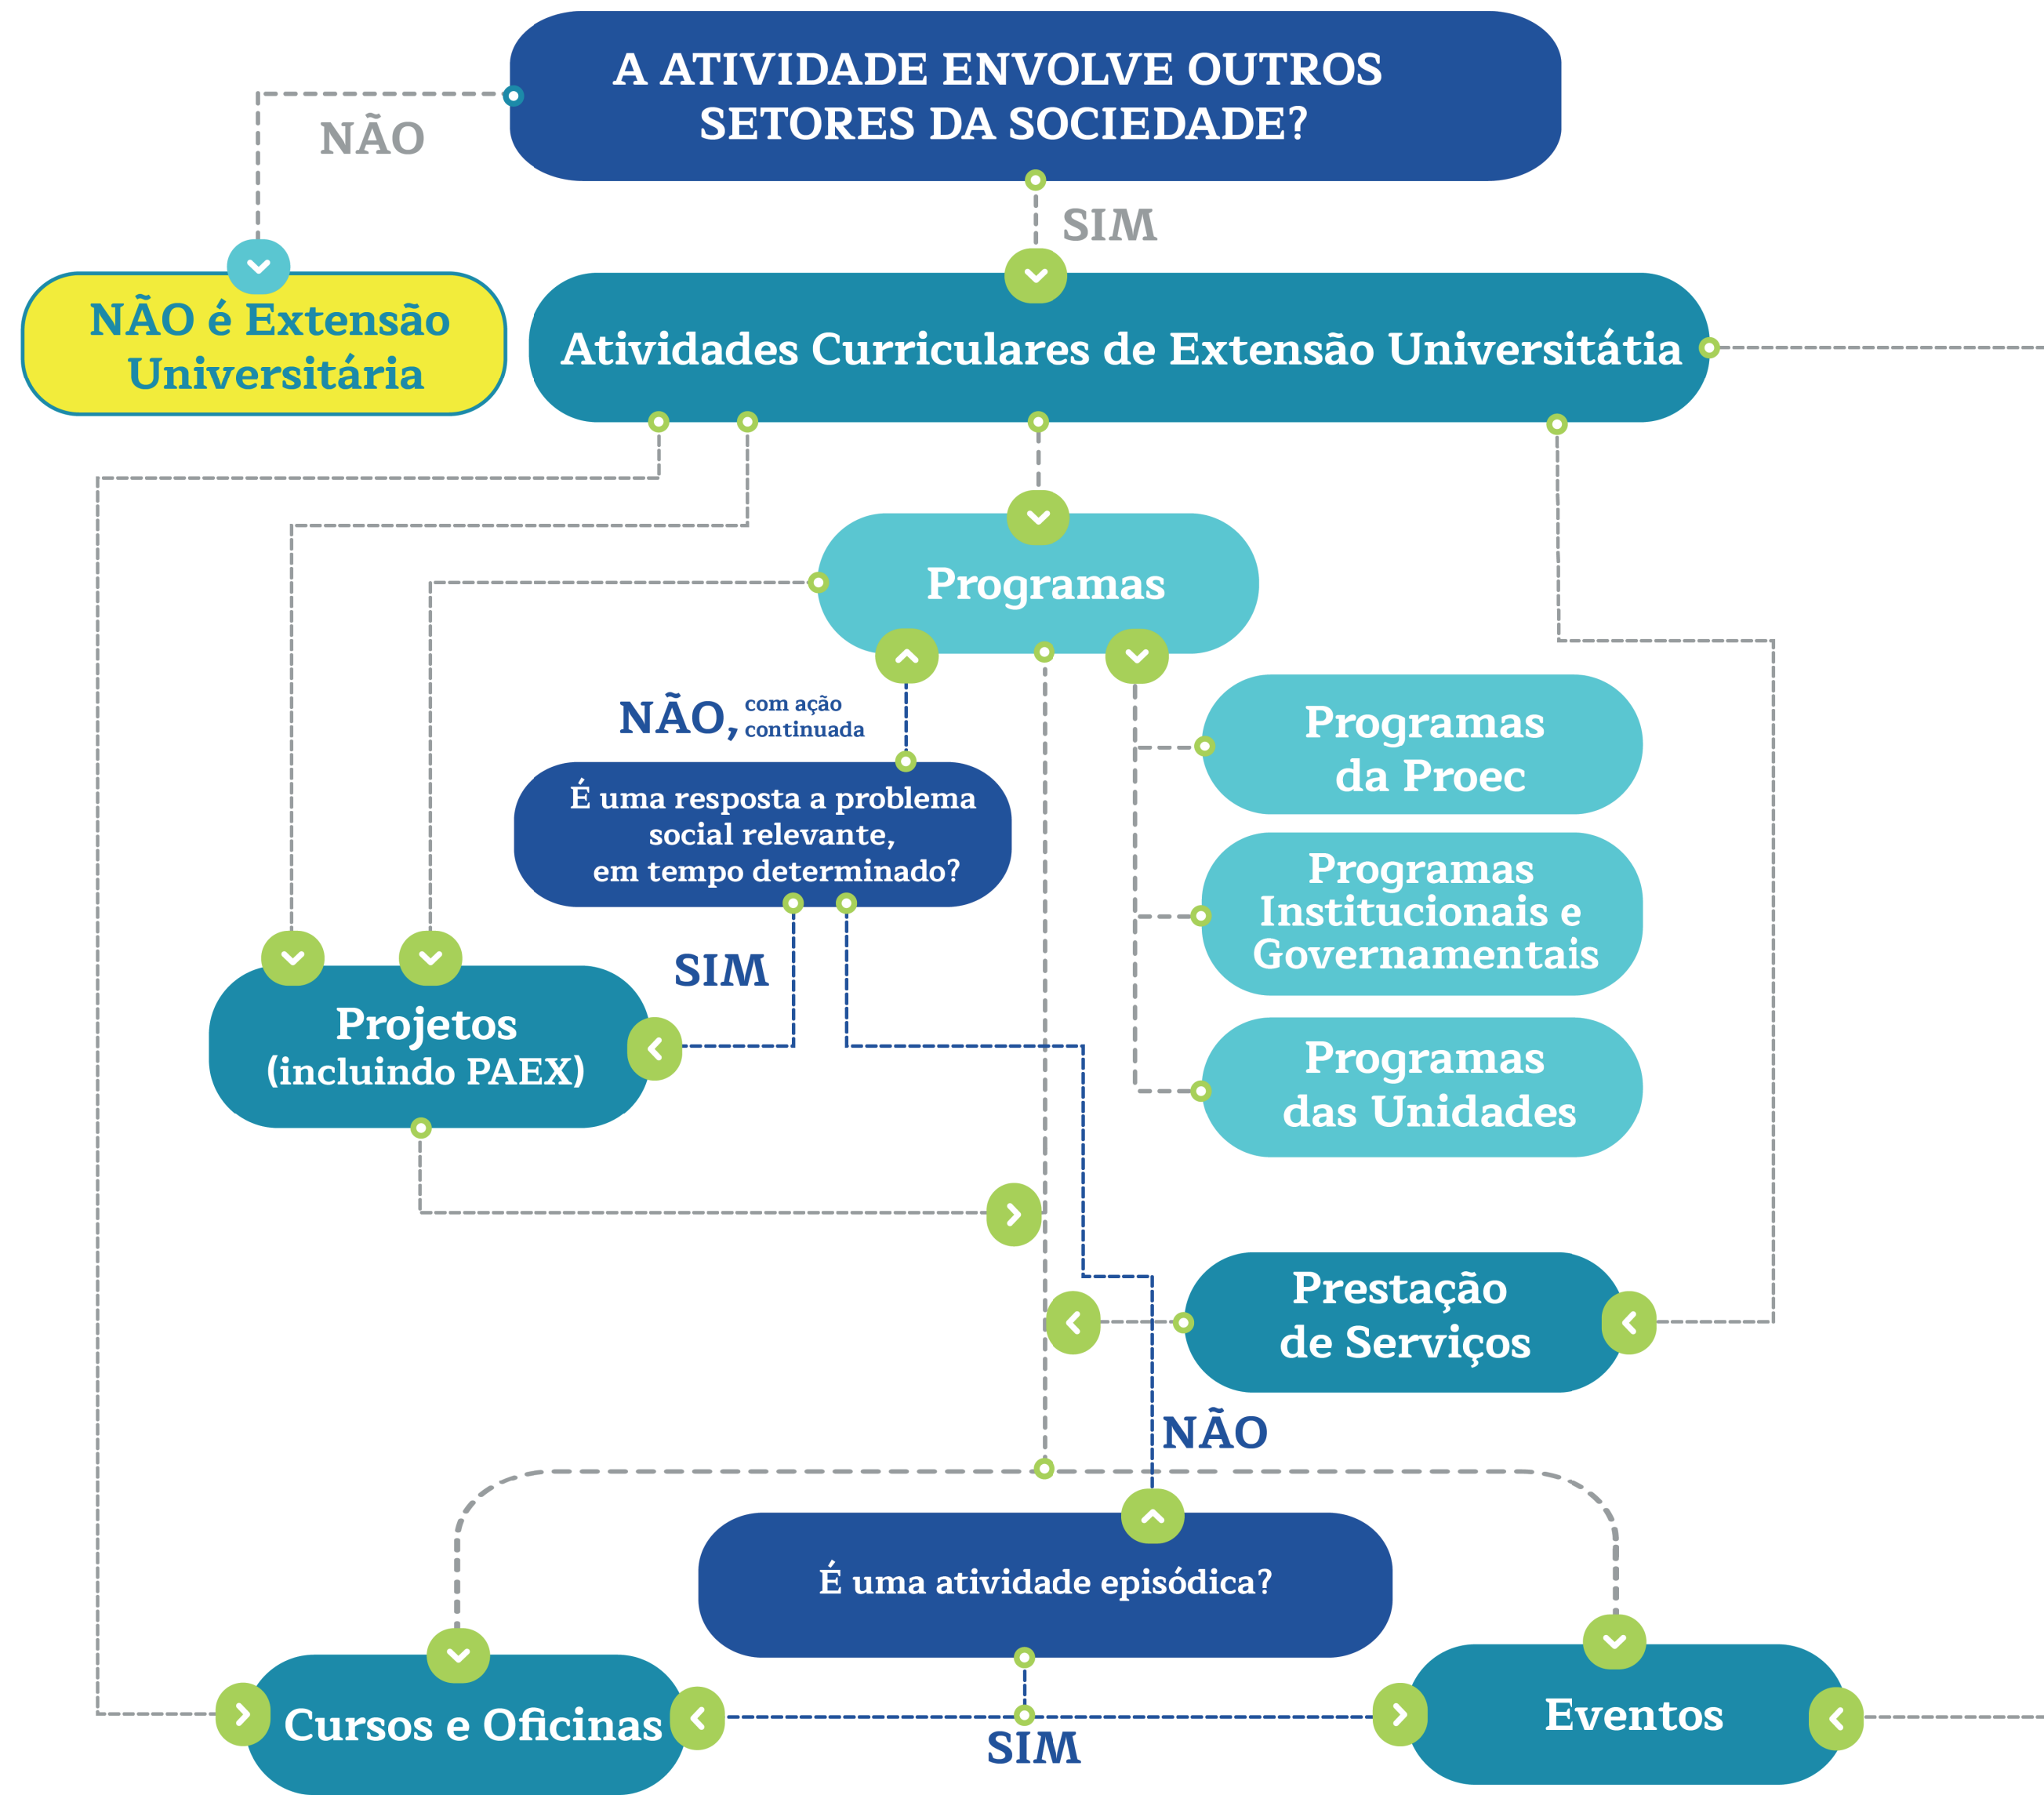 A ATIVIDADE ENVOLVE OUTROS
SETORES DA SOCIEDADE?
NÃO
SIM
NÃO é Extensão
Universitária
Atividades Curriculares de Extensão Universitátia
Programas
NÃO, com ação
continuada
Programas
da Proec
É uma resposta a problema
social relevante,
em tempo determinado?
Programas
Institucionais e
Governamentais
SIM
Projetos
(incluindo PAEX)
Programas
das Unidades
Prestação
de Serviços
NÃO
É uma atividade episódica?
Cursos e Oficinas
Eventos
SIM